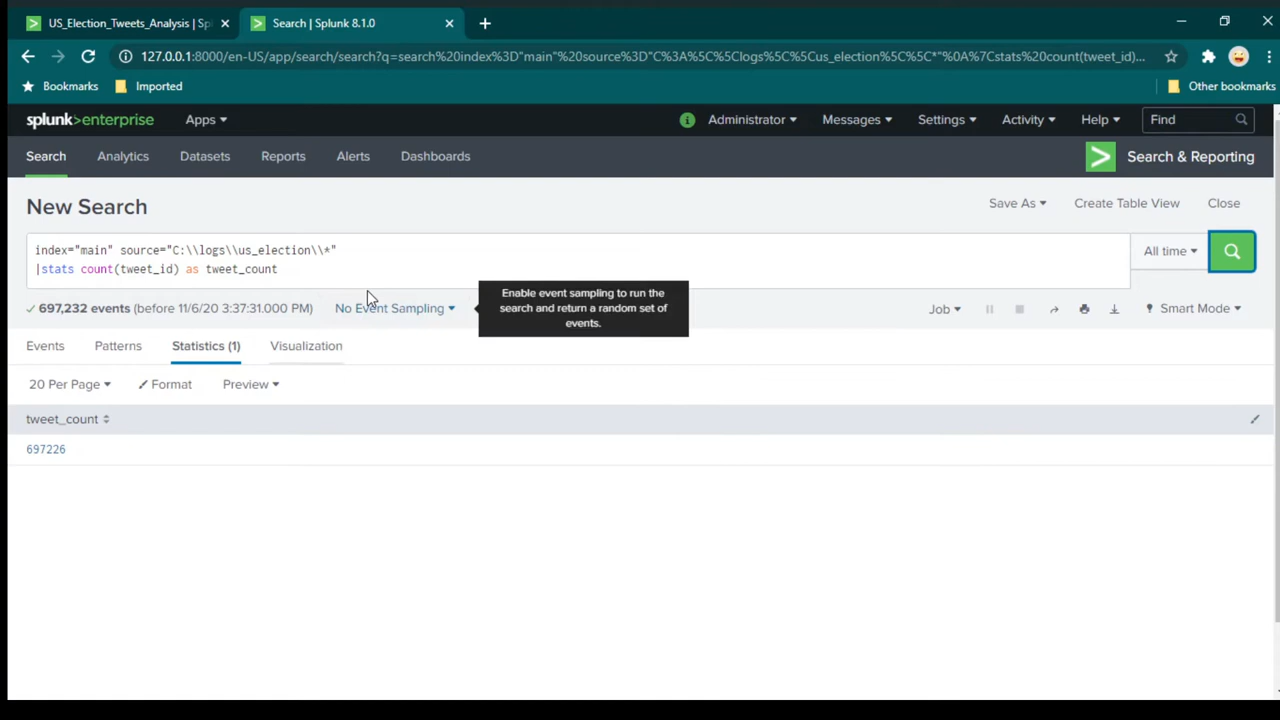 US_Election_Tweets_Analysis | Spl
Search | Splunk 8.1.0
127.0.0.1:8000/en-US/app/search/search?q=search%20index%3D"main"%20source%3D"C%3A%5C%5Clogs%5C%5Cus_election%5C%5C*"%0A%7Cstats%20count(tweet_id)...
Bookmarks
Imported
Other bookmarks
splunk>enterprise
Apps
Administrator
Messages
Settings
Activity
Help
Find
Search
Analytics
Datasets
Reports
Alerts
Dashboards
Search & Reporting
New Search
Save As
Create Table View
Close
index="main" source="C:\\logs\\us_election\\*"
|stats count(tweet_id) as tweet_count
All time
697,232 events (before 11/6/20 3:37:31.000 PM)
No Event Sampling
Enable event sampling to run the
search and return a random set of
events.
Job
Smart Mode
Events
Patterns
Statistics (1)
Visualization
20 Per Page
Format
Preview
tweet_count
697226